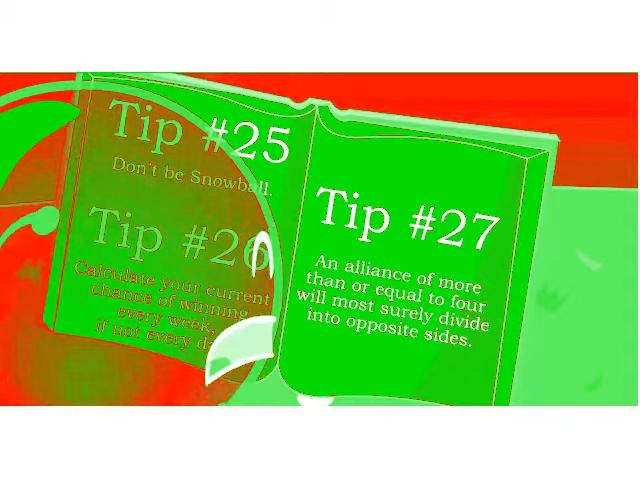 Tip #25
Don't be Snowball.
Tip #26
Calculate your current
chance of winning
every week,
if not every
Tip #27
An alliance of more
than or equal to four
will most surely divide
into opposite sides.